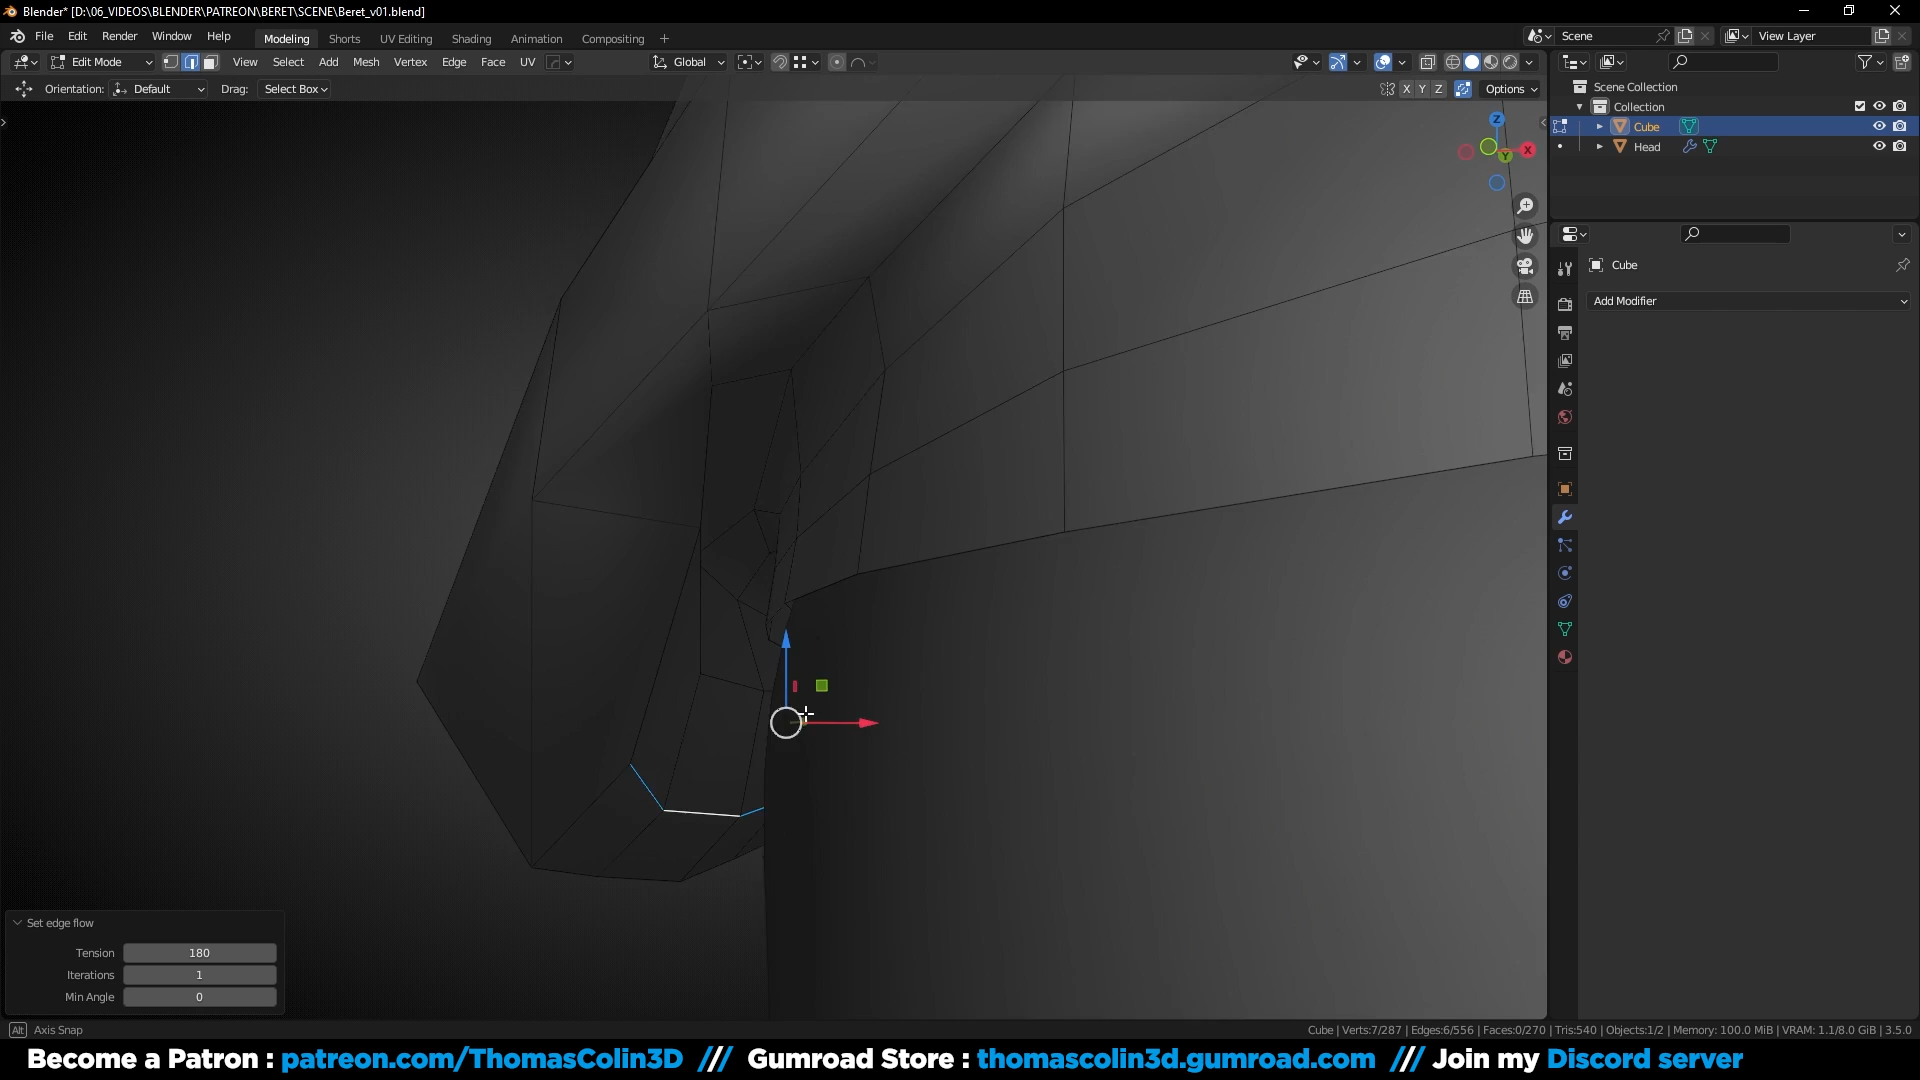 Blender* [D:\06_VIDEOS\BLENDER\PATREON\BERET\SCENE\Beret_v01.blend]
File Edit Render Window Help Modeling Shorts UV Editing Shading Animation Compositing + Scene View Layer
Edit Mode View Select Add Mesh Vertex Edge Face UV Global
Orientation: Default Drag: Select Box X Y Z Options
Scene Collection
Collection
Cube
Head
Z
X
Y
Cube
Add Modifier
Set edge flow
Tension 180
Iterations 1
Min Angle 0
Alt Axis Snap Cube | Verts:7/287 | Edges:6/556 | Faces:0/270 | Tris:540 | Objects:1/2 | Memory: 100.0 MiB | VRAM: 1.1/8.0 GiB | 3.5.0
Become a Patron : patreon.com/ThomasColin3D /// Gumroad Store : thomascolin3d.gumroad.com /// Join my Discord server